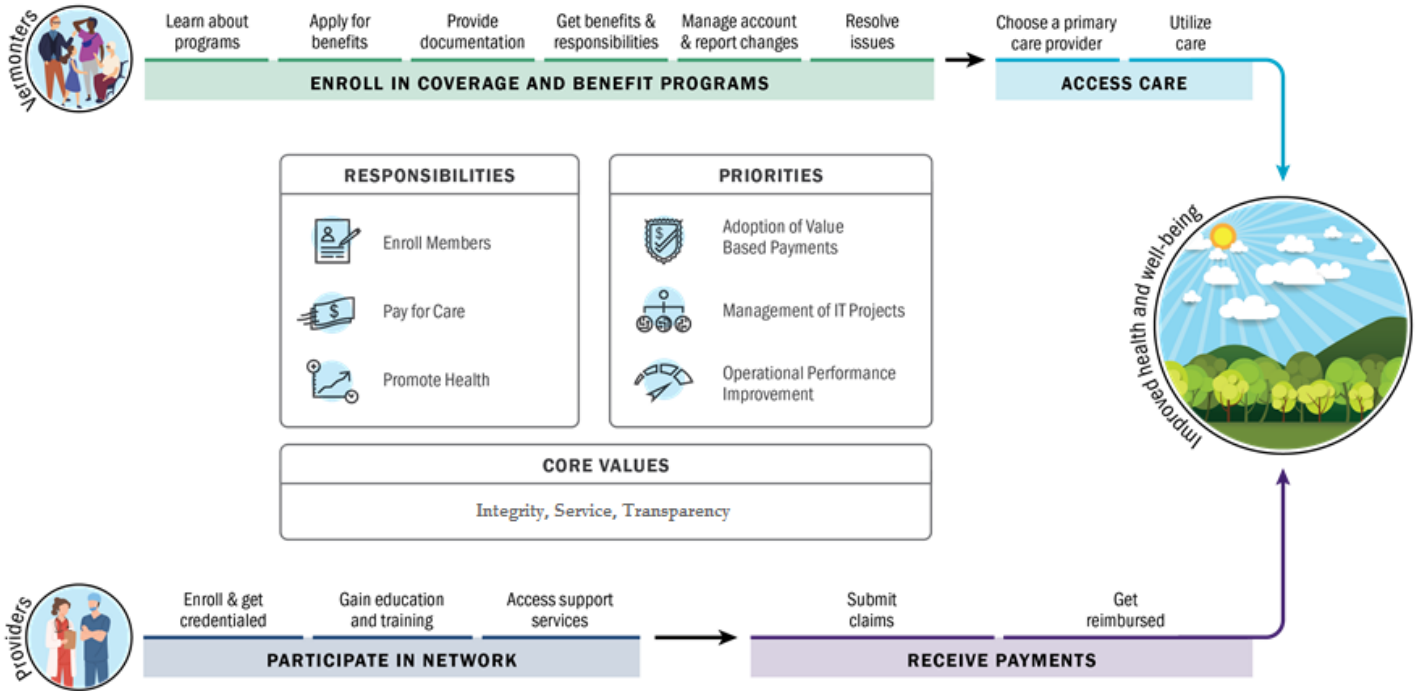 Vermonters
Learn about
programs
Apply for
benefits
Provide
documentation
Get benefits &
responsibilities
Manage account
& report changes
Resolve
issues
ENROLL IN COVERAGE AND BENEFIT PROGRAMS
Choose a primary
care provider
Utilize
care
ACCESS CARE
RESPONSIBILITIES
Enroll Members
$
Pay for Care
Promote Health
PRIORITIES
$
Adoption of Value
Based Payments
Management of IT Projects
Operational Performance
Improvement
CORE VALUES
Integrity, Service, Transparency
Improved health and well-being
Providers
Enroll & get
credentialed
Gain education
and training
Access support
services
PARTICIPATE IN NETWORK
Submit
claims
Get
reimbursed
RECEIVE PAYMENTS